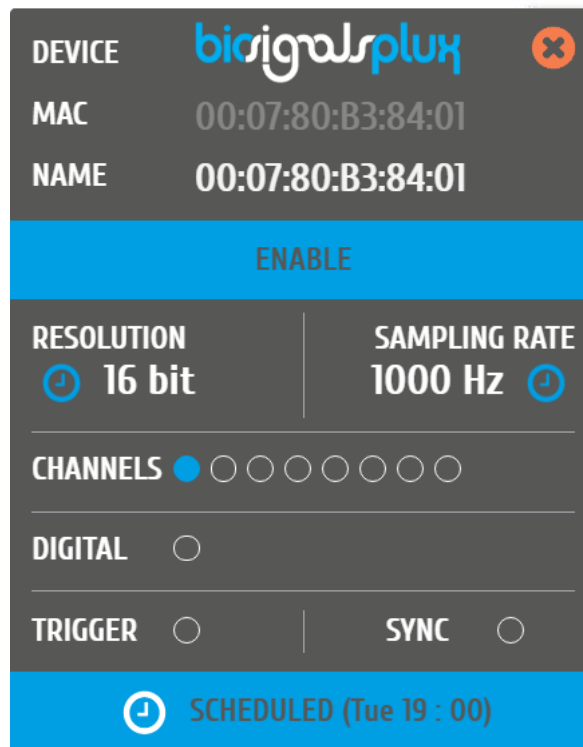 DEVICE biosignalsplux
MAC 00:07:80:B3:84:01
NAME 00:07:80:B3:84:01
ENABLE
RESOLUTION SAMPLING RATE
16 bit 1000 Hz
CHANNELS
DIGITAL
TRIGGER SYNC
SCHEDULED (Tue 19 : 00)